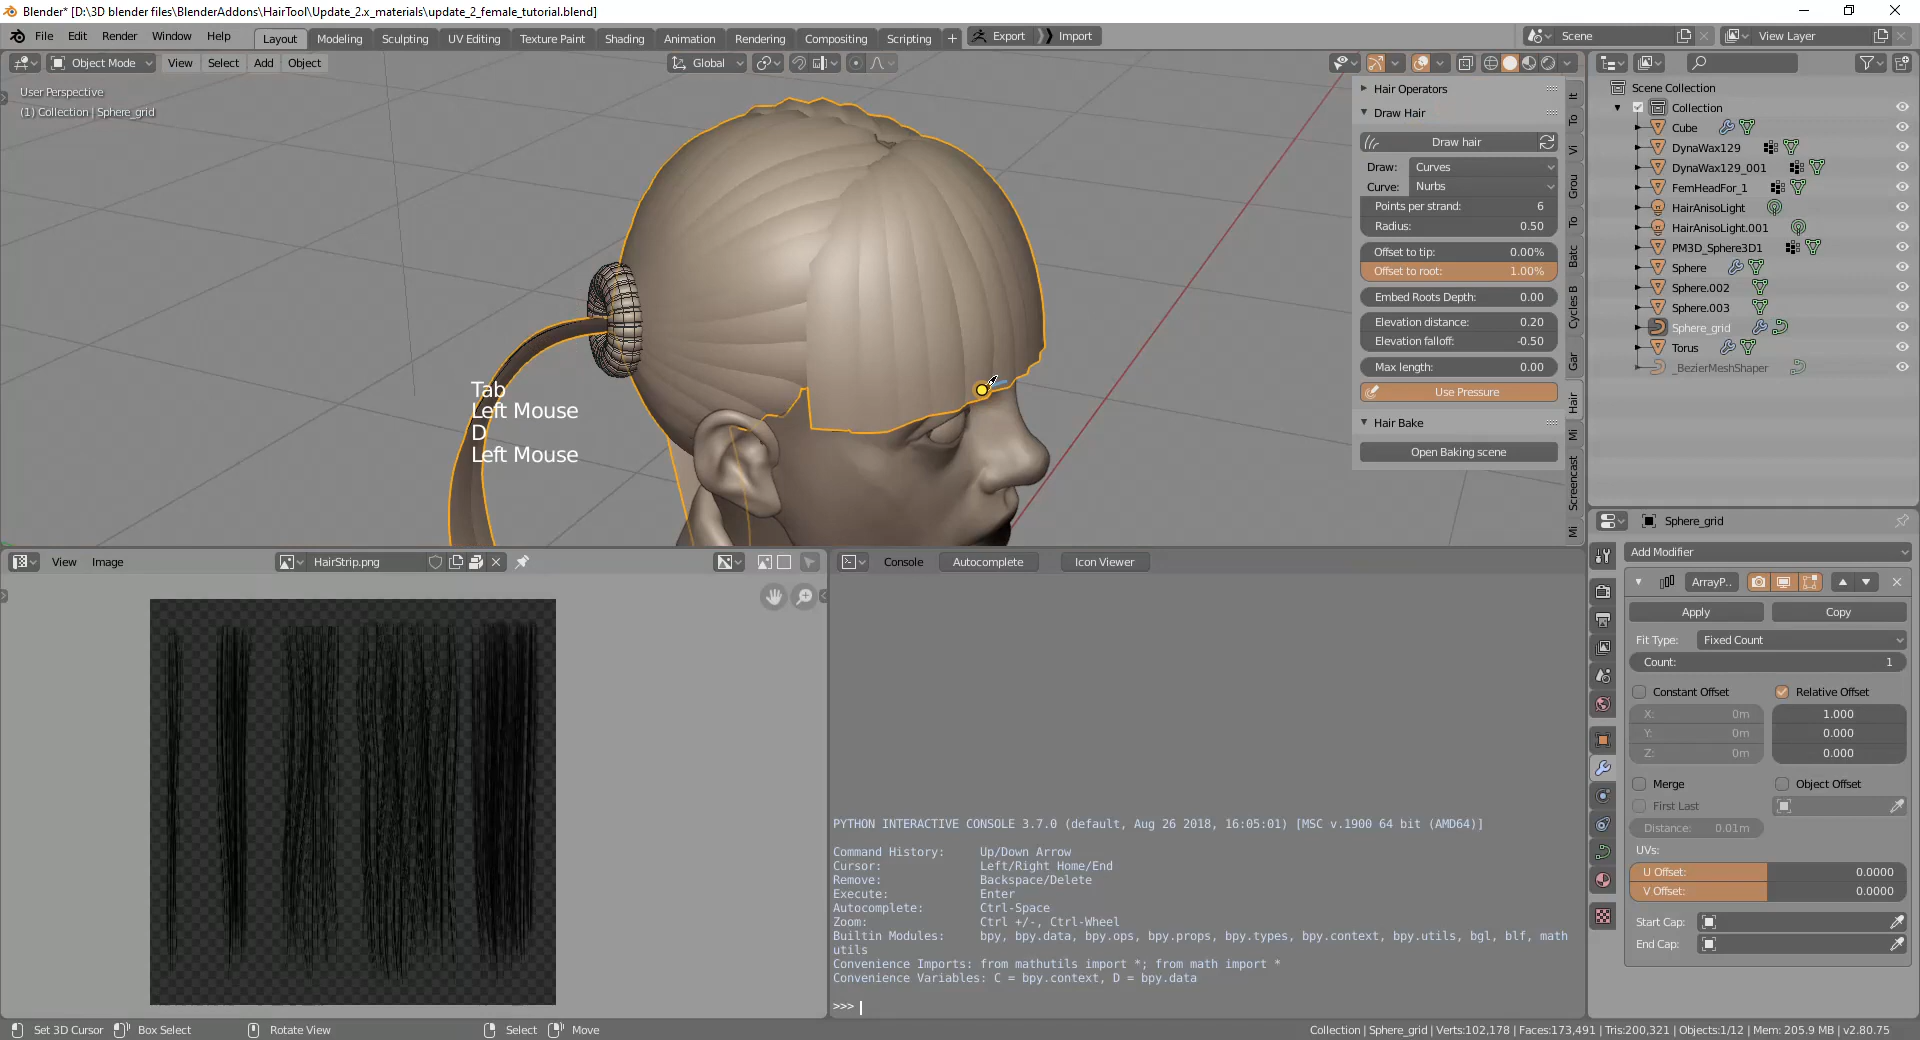 Blender* [D:\3D blender files\BlenderAddons\HairTool\Update_2.x_materials\update_2_female_tutorial.blend]
File Edit Render Window Help Layout Modeling Sculpting UV Editing Texture Paint Shading Animation Rendering Compositing Scripting + Export Import Scene View Layer
Object Mode View Select Add Object Global
User Perspective
(1) Collection | Sphere_grid
Tab
Left Mouse
D
Left Mouse
Hair Operators
Draw Hair
Draw hair
Draw: Curves
Curve: Nurbs
Points per strand: 6
Radius: 0.50
Offset to tip: 0.00%
Offset to root: 1.00%
Embed Roots Depth: 0.00
Elevation distance: 0.20
Elevation falloff: -0.50
Max length: 0.00
Use Pressure
Hair Bake
Open Baking scene
It
To
Vi
Grou
To
Batc
Cycles B
Gar
Hair
Mi
Screencast
Mi
Scene Collection
Collection
Cube
DynaWax129
DynaWax129_001
FemHeadFor_1
HairAnisoLight
HairAnisoLight.001
PM3D_Sphere3D1
Sphere
Sphere.002
Sphere.003
Sphere_grid
Torus
_BezierMeshShaper
Sphere_grid
Add Modifier
ArrayP..
Apply Copy
Fit Type: Fixed Count
Count: 1
Constant Offset Relative Offset
X: 0m 1.000
Y: 0m 0.000
Z: 0m 0.000
Merge Object Offset
First Last
Distance: 0.01m
UVs:
U Offset: 0.0000
V Offset: 0.0000
Start Cap:
End Cap:
View Image HairStrip.png
Console Autocomplete Icon Viewer
PYTHON INTERACTIVE CONSOLE 3.7.0 (default, Aug 26 2018, 16:05:01) [MSC v.1900 64 bit (AMD64)]
Command History: Up/Down Arrow
Cursor: Left/Right Home/End
Remove: Backspace/Delete
Execute: Enter
Autocomplete: Ctrl-Space
Zoom: Ctrl +/-, Ctrl-Wheel
Builtin Modules: bpy, bpy.data, bpy.ops, bpy.props, bpy.types, bpy.context, bpy.utils, bgl, blf, math
utils
Convenience Imports: from mathutils import *; from math import *
Convenience Variables: C = bpy.context, D = bpy.data
>>>
Set 3D Cursor Box Select Rotate View Select Move Collection | Sphere_grid | Verts:102,178 | Faces:173,491 | Tris:200,321 | Objects:1/12 | Mem: 205.9 MB | v2.80.75